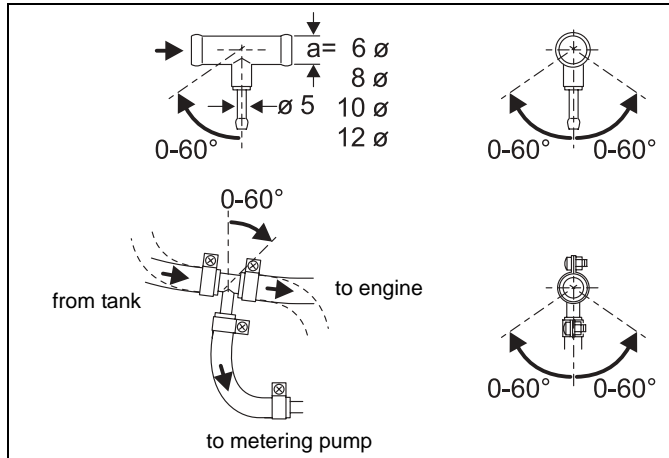 a= 6 ø
8 ø
10 ø
12 ø
ø 5
0-60°
0-60° 0-60°
0-60°
from tank
to engine
to metering pump
0-60° 0-60°